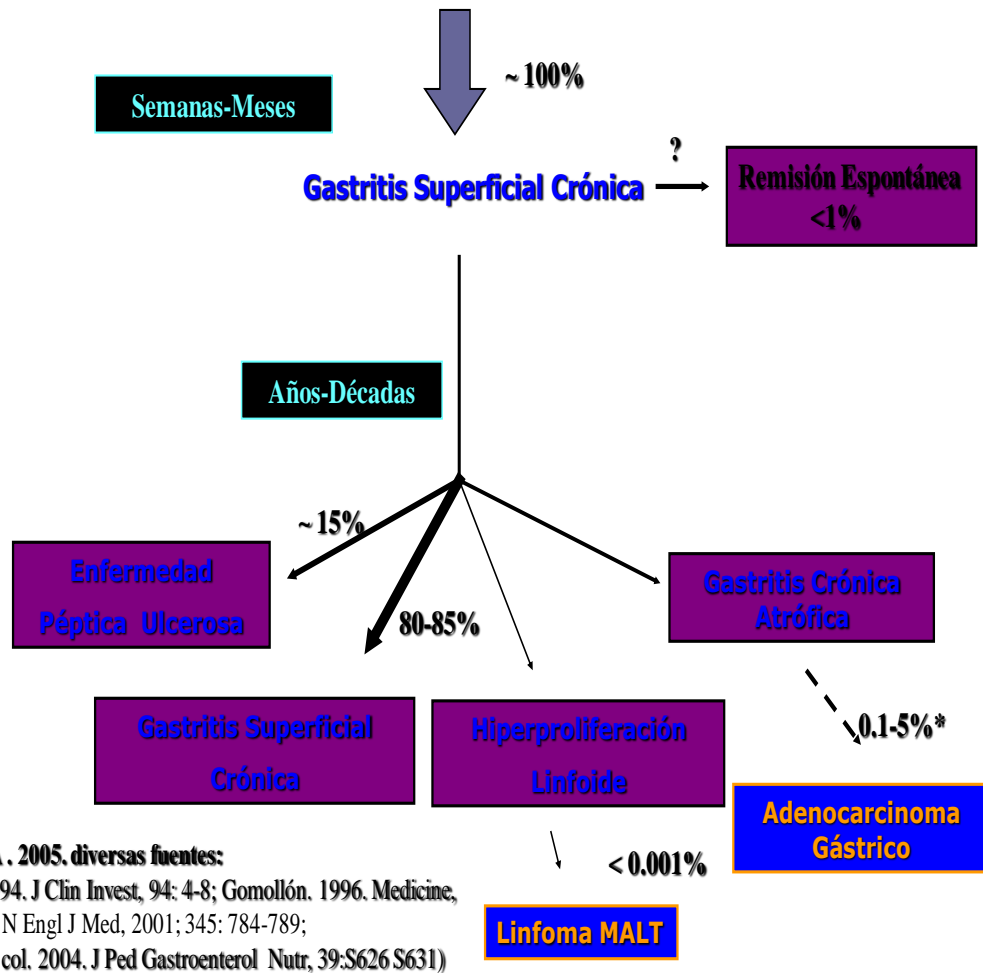 ~ 100%
Semanas-Meses
?
Gastritis Superficial Crónica
Remisión Espontánea
<1%
Años-Décadas
~ 15%
Enfermedad
Péptica Ulcerosa
80-85%
Gastritis Crónica
Atrófica
Gastritis Superficial
Crónica
Hiperproliferación
Linfoide
0.1-5%*
Adenocarcinoma
Gástrico
. 2005. diversas fuentes:
94. J Clin Invest, 94: 4-8; Gomollón. 1996. Medicine,
N Engl J Med, 2001; 345: 784-789;
col. 2004. J Ped Gastroenterol Nutr, 39:S626 S631)
< 0.001%
Linfoma MALT